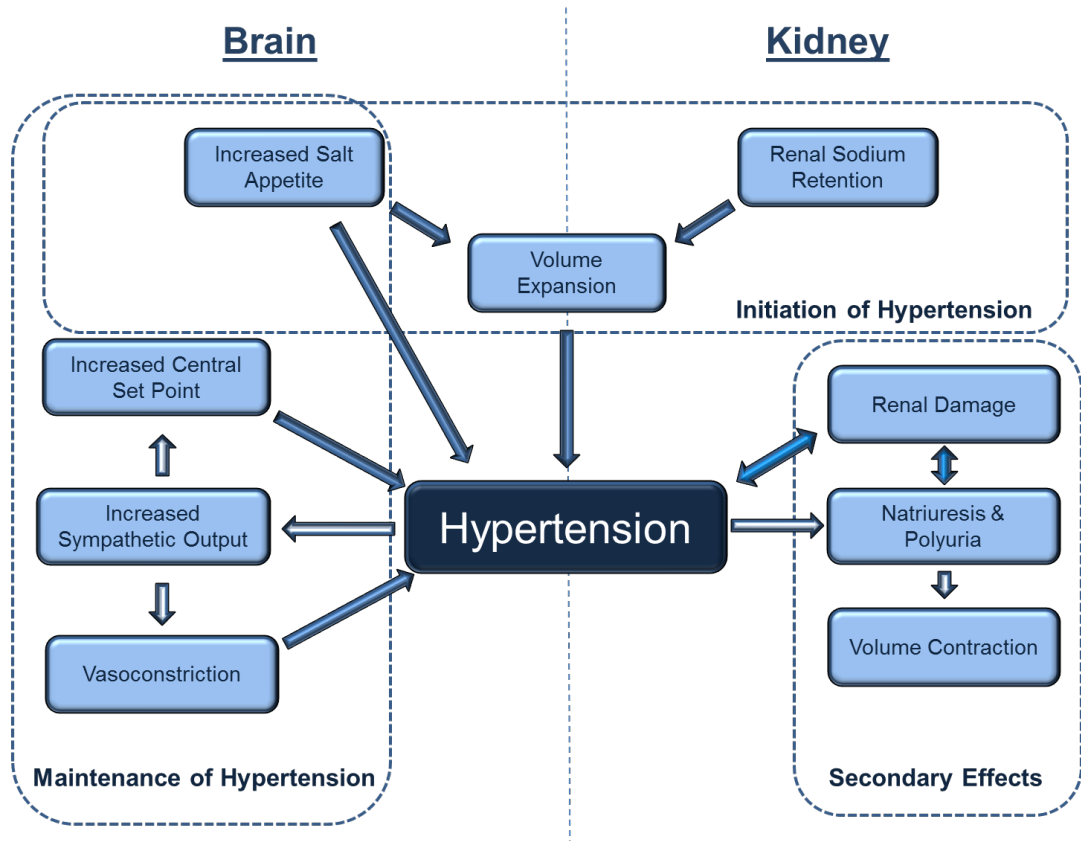 Brain
Kidney
Increased Salt
Appetite
Renal Sodium
Retention
Volume
Expansion
Initiation of Hypertension
Increased Central
Set Point
Renal Damage
Increased
Sympathetic Output
Hypertension
Natriuresis &
Polyuria
Vasoconstriction
Volume Contraction
Maintenance of Hypertension
Secondary Effects